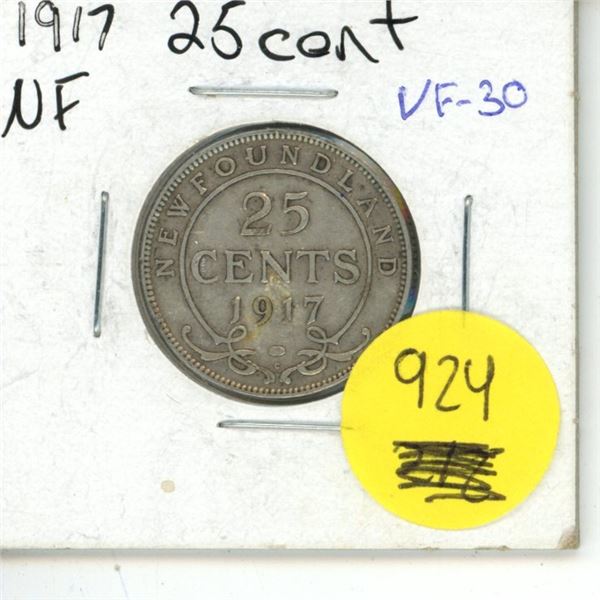 1917 25 cent
NF
VF-30
NEWFOUNDLAND
25
CENTS
1917
C
924